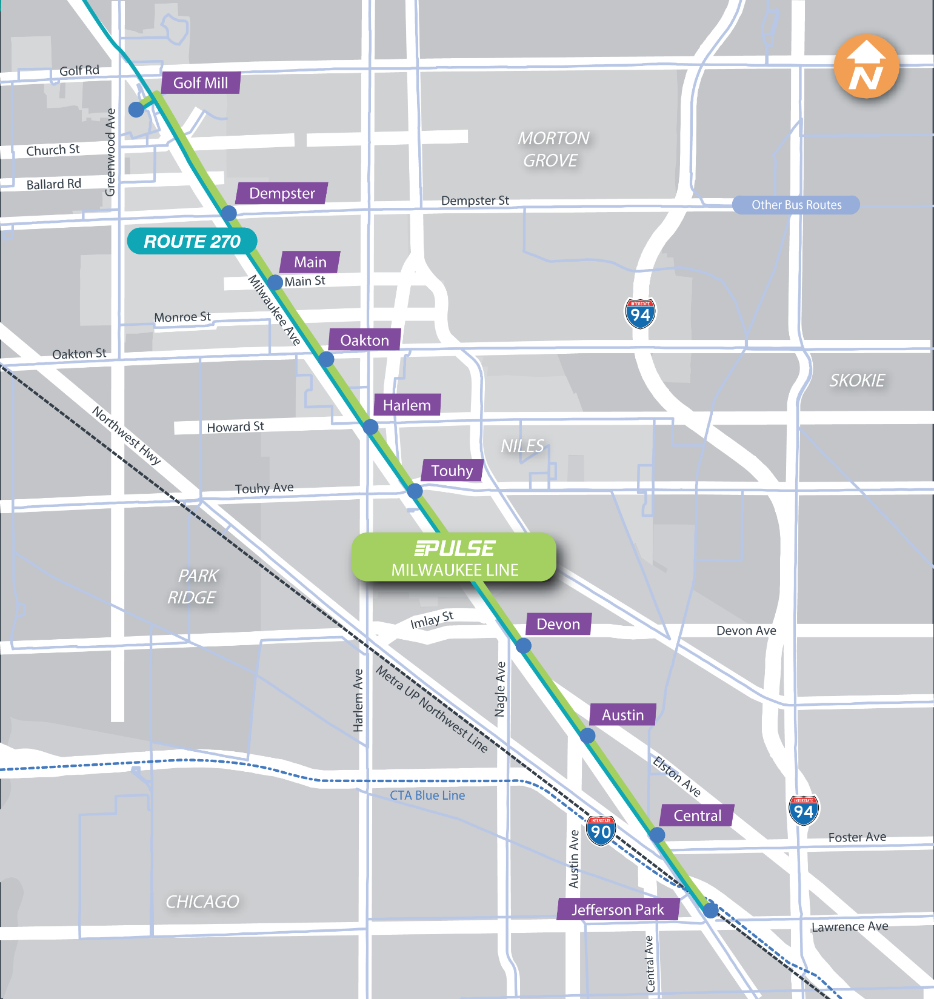 Golf Rd
Golf Mill
N
Greenwood Ave
Church St
MORTON
GROVE
Ballard Rd
Dempster
Dempster St
Other Bus Routes
ROUTE 270
Main
Main St
Milwaukee Ave
INTERSTATE
94
Monroe St
Oakton
Oakton St
SKOKIE
Harlem
Northwest Hwy
Howard St
NILES
Touhy
Touhy Ave
PULSE
MILWAUKEE LINE
PARK
RIDGE
Imlay St
Devon
Devon Ave
Harlem Ave
Metra UP Northwest Line
Nagle Ave
Austin
Elston Ave
CTA Blue Line
INTERSTATE
94
Central
INTERSTATE
90
Foster Ave
Austin Ave
CHICAGO
Jefferson Park
Lawrence Ave
Central Ave